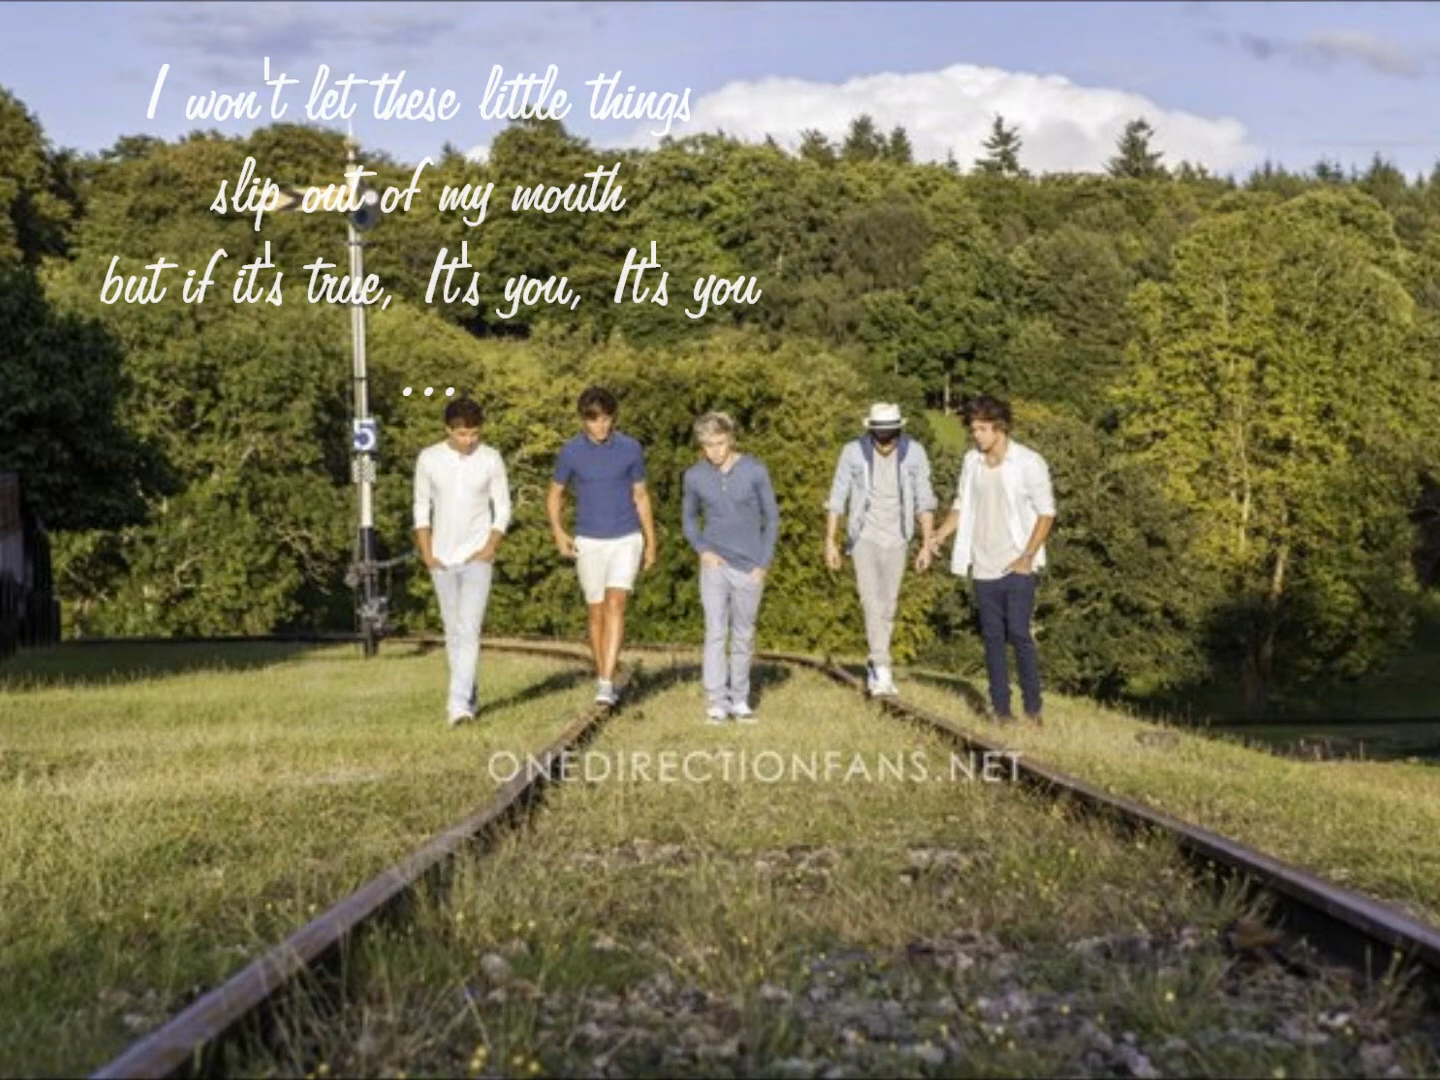 I won't let these little things
slip out of my mouth
but if it's true, It's you, It's you
...
5
ONEDIRECTIONFANS.NET